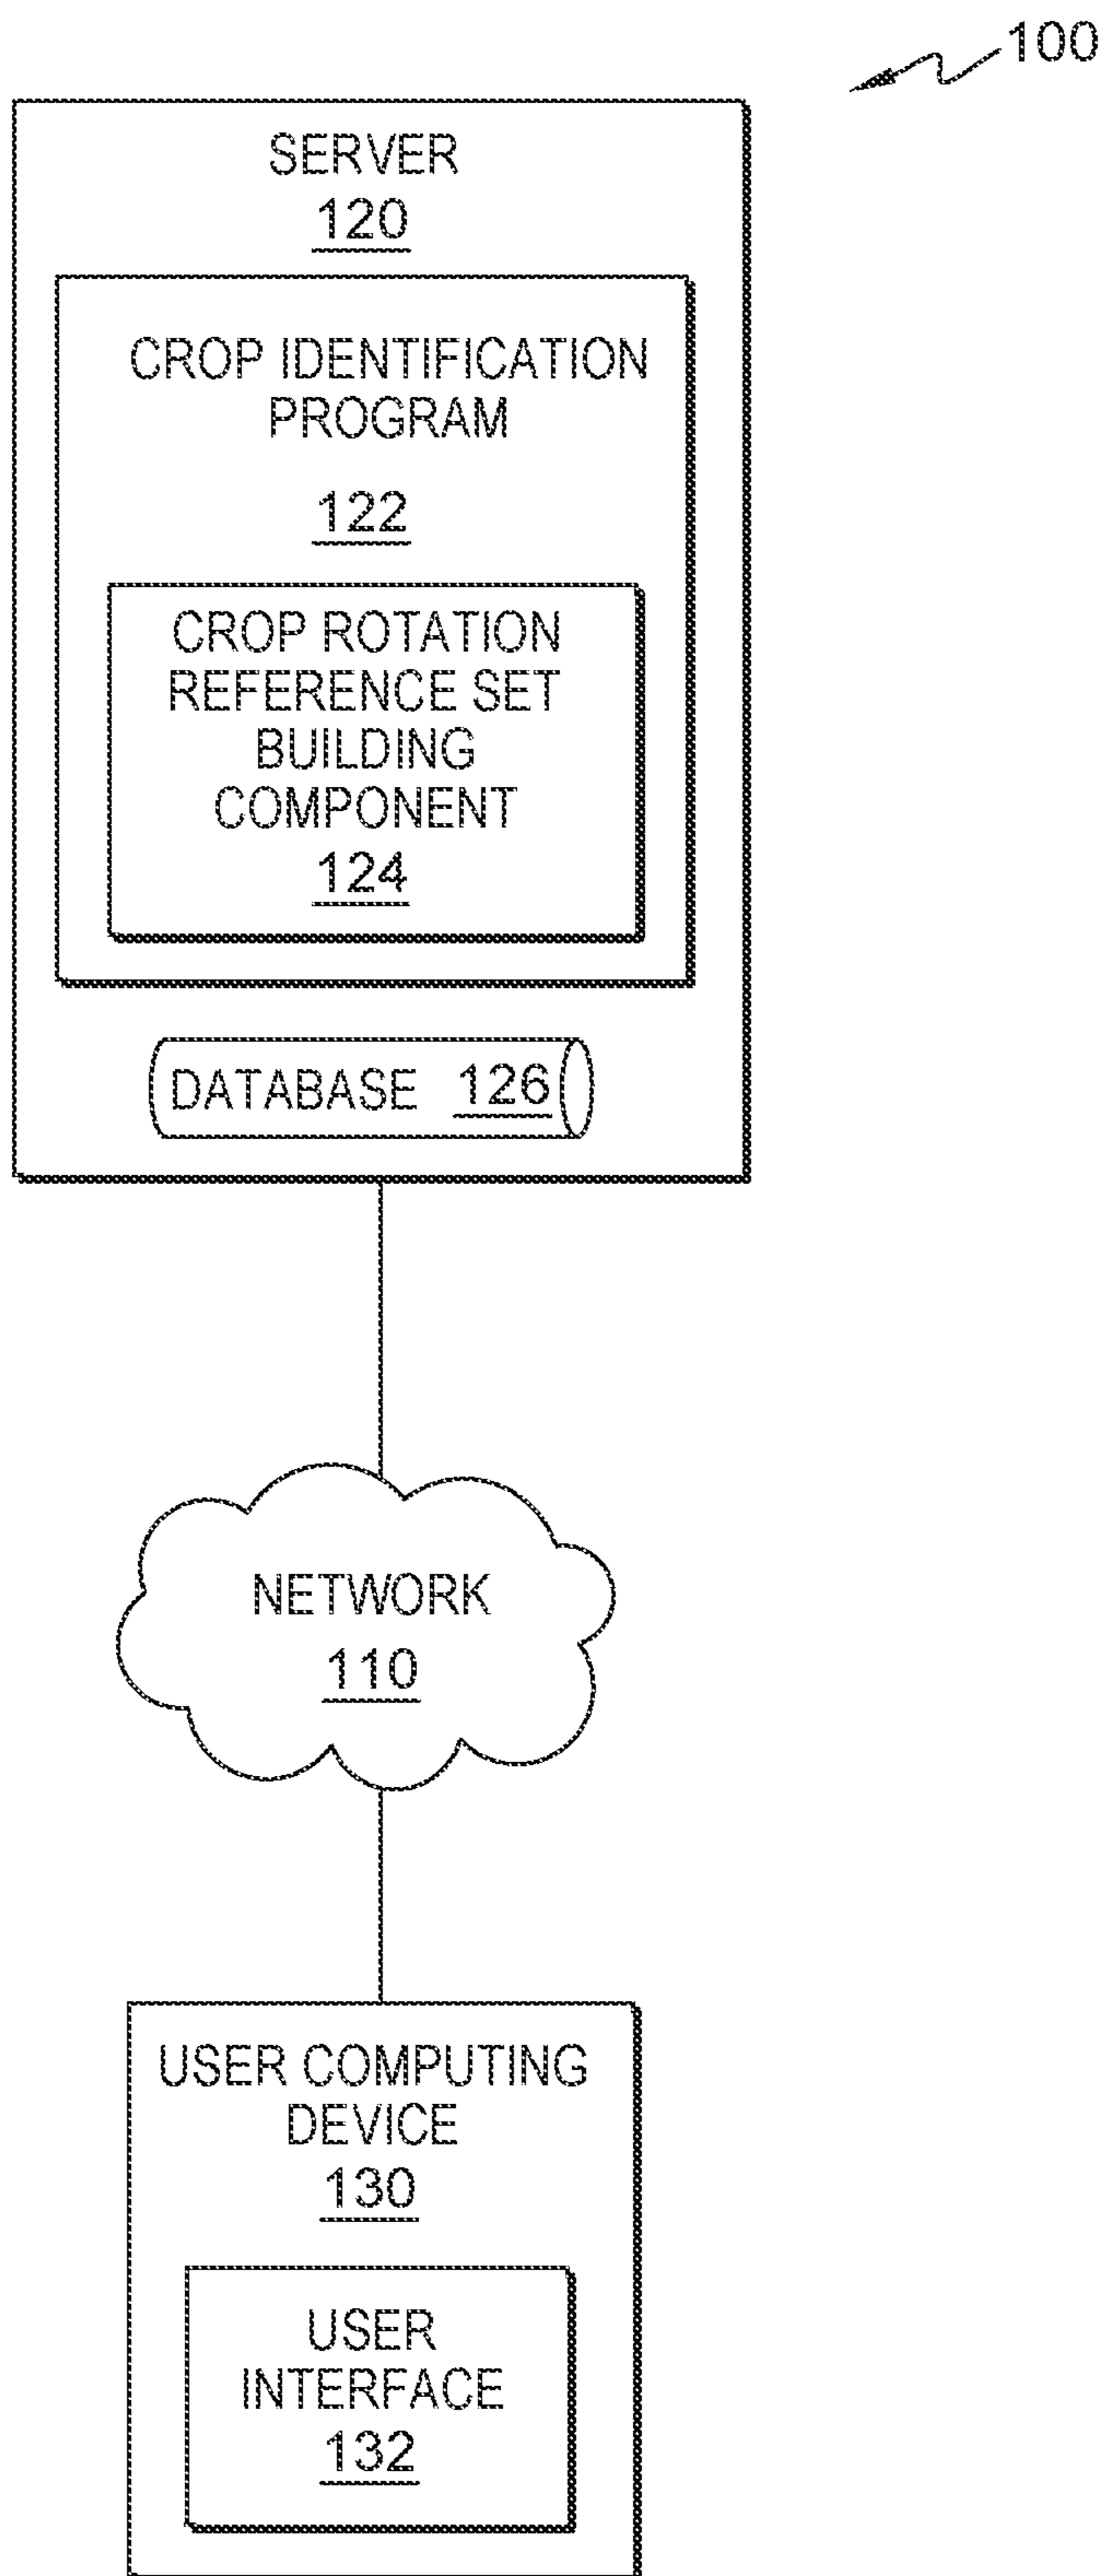 100
SERVER
120
CROP IDENTIFICATION
PROGRAM
122
CROP ROTATION
REFERENCE SET
BUILDING
COMPONENT
124
DATABASE 126
NETWORK
110
USER COMPUTING
DEVICE
130
USER
INTERFACE
132